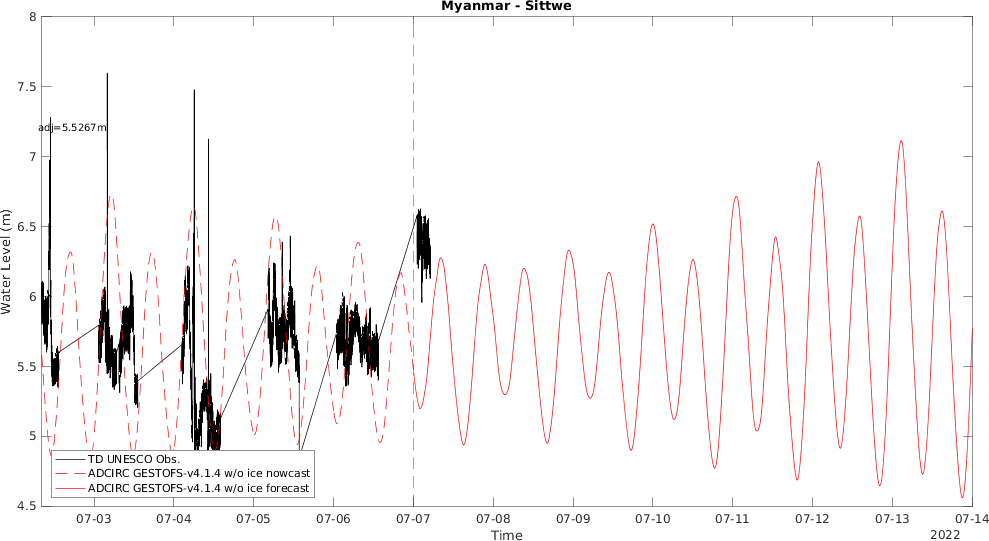 Myanmar - Sittwe
8
7.5
adj=5.5267m
7
6.5
6
5.5
5
4.5
Water Level (m)
TD UNESCO Obs.
ADCIRC GESTOFS-v4.1.4 w/o ice nowcast
ADCIRC GESTOFS-v4.1.4 w/o ice forecast
07-03 07-04 07-05 07-06 07-07 07-08 07-09 07-10 07-11 07-12 07-13 07-14
Time
2022